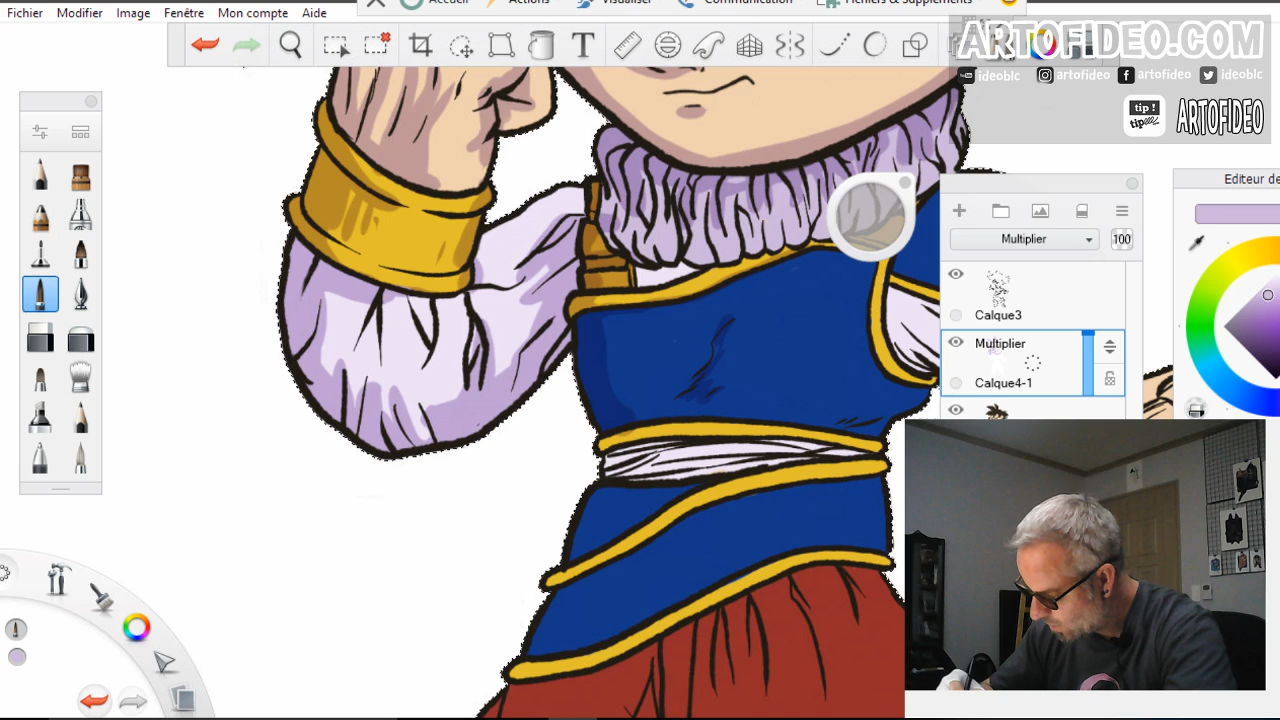 Accueil Actions Visualiser Communication Fichiers & Suppléments
Fichier Modifier Image Fenêtre Mon compte Aide
ARTOFIDEO.COM
ideoblc artofideo artofideo ideoblc
tip !
tip
ARTOFIDEO
Editeur de
Multiplier 100
Calque3
Multiplier
Calque4-1